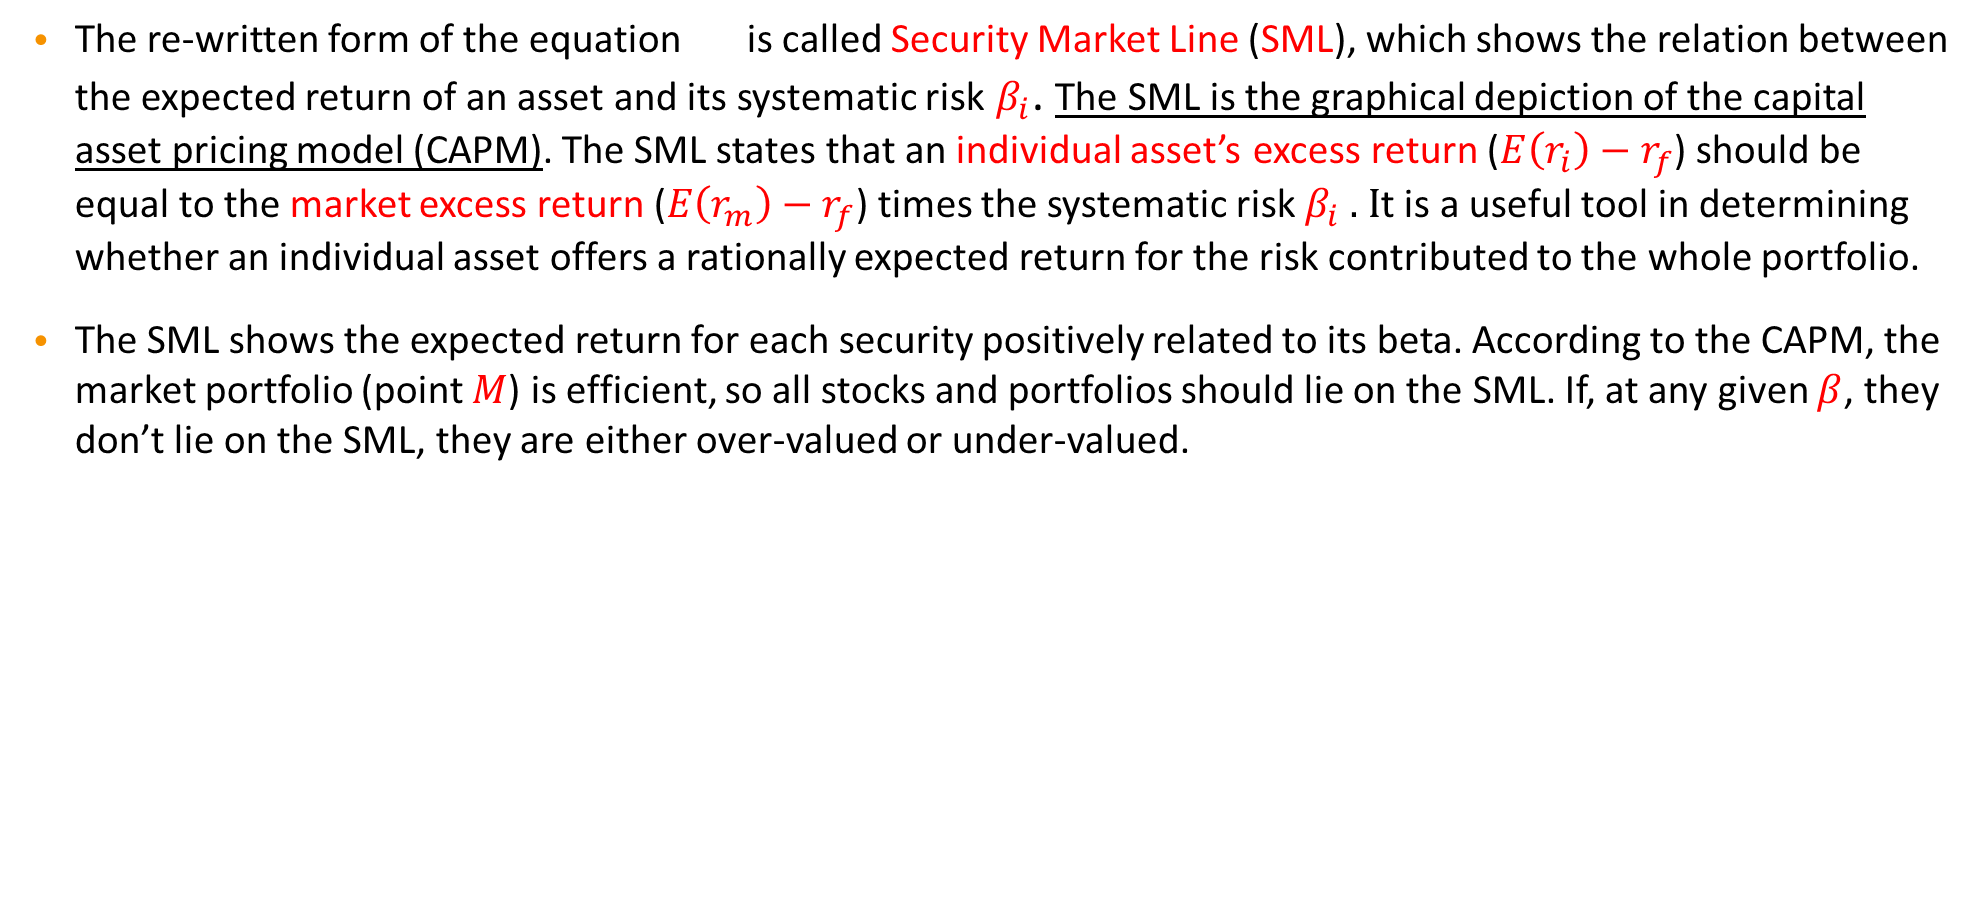 • The re-written form of the equation is called Security Market Line (SML), which shows the relation between
the expected return of an asset and its systematic risk βᵢ. The SML is the graphical depiction of the capital
asset pricing model (CAPM). The SML states that an individual asset’s excess return (E(rᵢ) − r_f) should be
equal to the market excess return (E(r_m) − r_f) times the systematic risk βᵢ . It is a useful tool in determining
whether an individual asset offers a rationally expected return for the risk contributed to the whole portfolio.
• The SML shows the expected return for each security positively related to its beta. According to the CAPM, the
market portfolio (point M) is efficient, so all stocks and portfolios should lie on the SML. If, at any given β, they
don’t lie on the SML, they are either over-valued or under-valued.